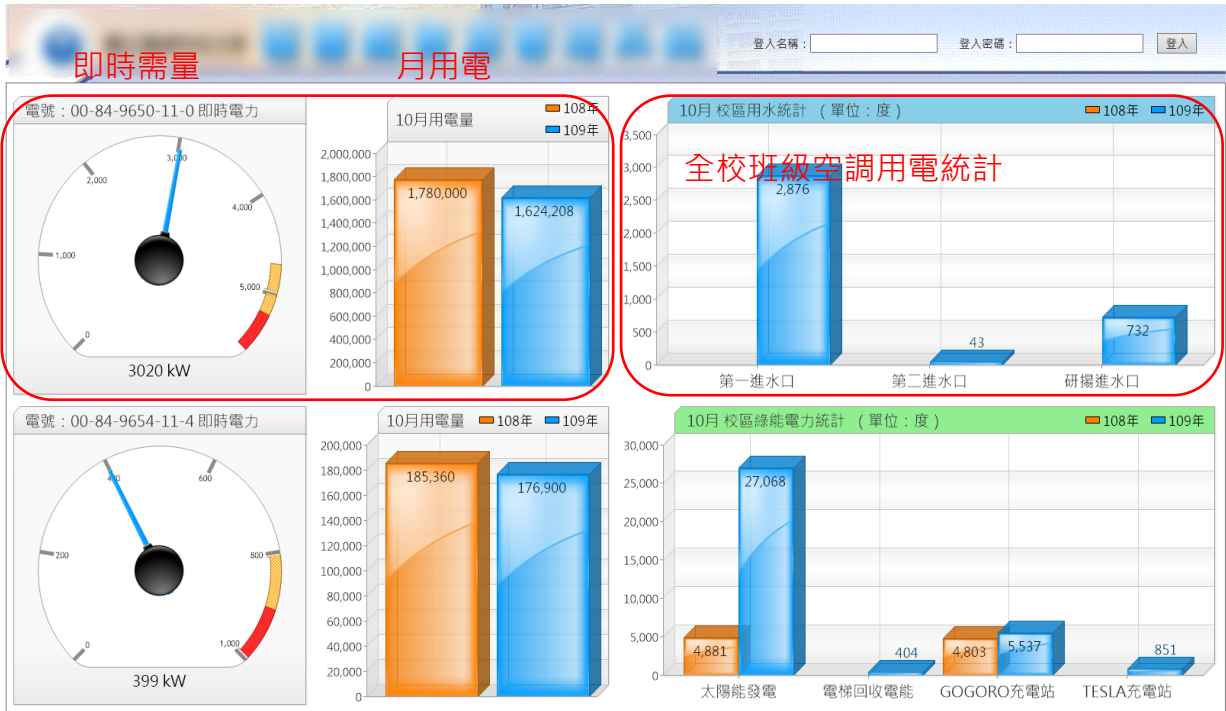 登入名稱：
登入密碼：
登入
即時需量
月用電
電號：00-84-9650-11-0 即時電力
0
1,000
2,000
3,000
4,000
5,000
3020 kW
10月用電量
108年
109年
2,000,000
1,800,000
1,600,000
1,400,000
1,200,000
1,000,000
800,000
600,000
400,000
200,000
0
1,780,000
1,624,208
10月 校區用水統計 （單位：度）
108年
109年
全校班級空調用電統計
3,500
3,000
2,500
2,000
1,500
1,000
500
0
2,876
43
732
第一進水口
第二進水口
研揚進水口
電號：00-84-9654-11-4 即時電力
0
200
400
600
800
1,000
399 kW
10月用電量
108年
109年
200,000
180,000
160,000
140,000
120,000
100,000
80,000
60,000
40,000
20,000
0
185,360
176,900
10月 校區綠能電力統計 （單位：度）
108年
109年
30,000
25,000
20,000
15,000
10,000
5,000
0
4,881
27,068
404
4,803
5,537
851
太陽能發電
電梯回收電能
GOGORO充電站
TESLA充電站